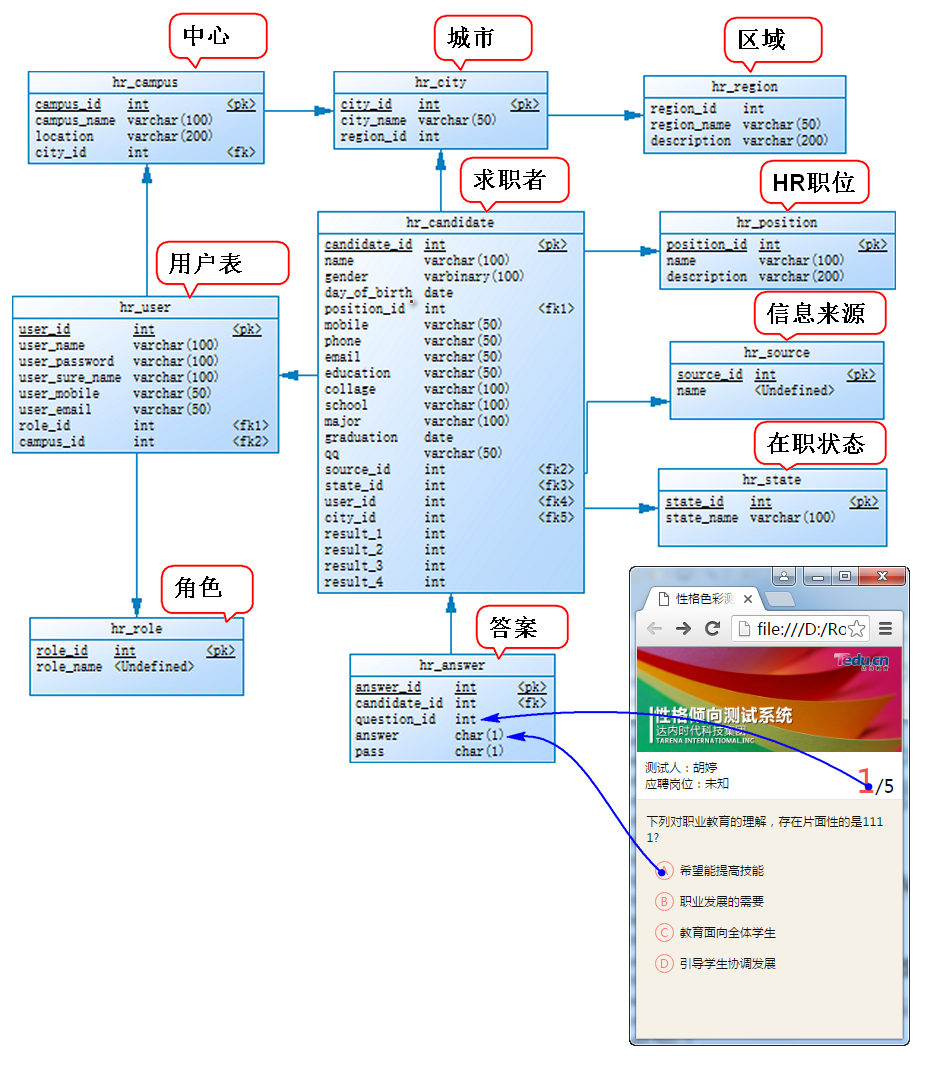 中心
hr_campus
campus_id int <pk>
campus_name varchar(100)
location varchar(200)
city_id int <fk>
城市
hr_city
city_id int <pk>
city_name varchar(50)
region_id int
区域
hr_region
region_id int
region_name varchar(50)
description varchar(200)
求职者
hr_candidate
candidate_id int <pk>
name varchar(100)
gender varbinary(100)
day_of_birth date
position_id int <fk1>
mobile varchar(50)
phone varchar(50)
email varchar(50)
education varchar(50)
collage varchar(100)
school varchar(100)
major varchar(100)
graduation date
qq varchar(50)
source_id int <fk2>
state_id int <fk3>
user_id int <fk4>
city_id int <fk5>
result_1 int
result_2 int
result_3 int
result_4 int
HR职位
hr_position
position_id int <pk>
name varchar(100)
description varchar(200)
用户表
hr_user
user_id int <pk>
user_name varchar(100)
user_password varchar(100)
user_sure_name varchar(100)
user_mobile varchar(50)
user_email varchar(50)
role_id int <fk1>
campus_id int <fk2>
信息来源
hr_source
source_id int <pk>
name <Undefined>
在职状态
hr_state
state_id int <pk>
state_name varchar(100)
角色
hr_role
role_id int <pk>
role_name <Undefined>
答案
hr_answer
answer_id int <pk>
candidate_id int <fk>
question_id int
answer char(1)
pass char(1)
性格色彩测
file:///D:/Ro
Tedu.cn
性格倾向测试系统
达内时代科技集团
TARENA INTERNATIONAL,INC
测试人：胡婷
应聘岗位：未知
1/5
下列对职业教育的理解，存在片面性的是111
1?
A 希望能提高技能
B 职业发展的需要
C 教育面向全体学生
D 引导学生协调发展